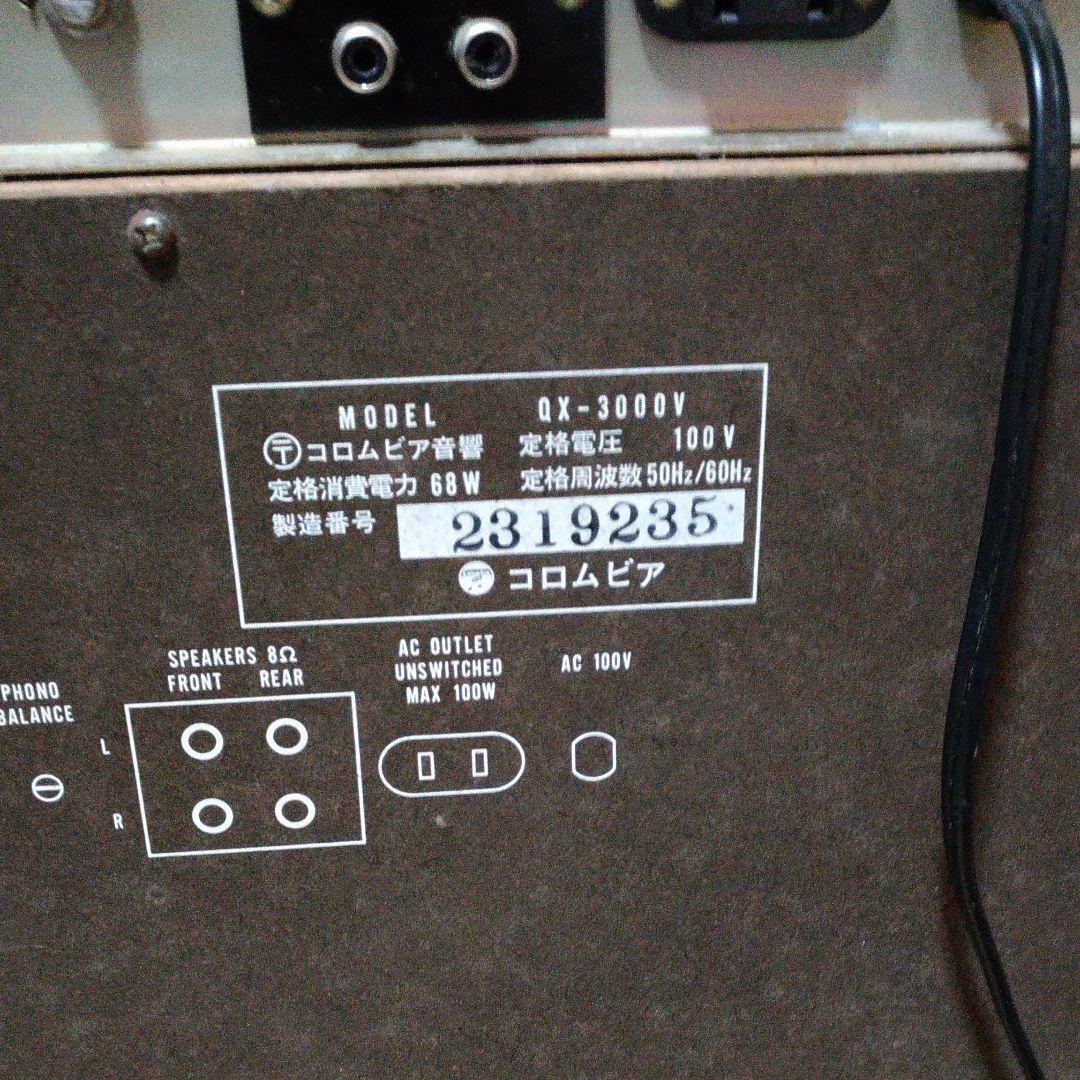 MODEL QX-3000V
〒コロムビア音響 定格電圧 100V
定格消費電力 68W 定格周波数 50Hz/60Hz
製造番号 2319235
コロムビア
SPEAKERS 8Ω
FRONT REAR
AC OUTLET
UNSWITCHED
MAX 100W
AC 100V
PHONO
BALANCE
L
R